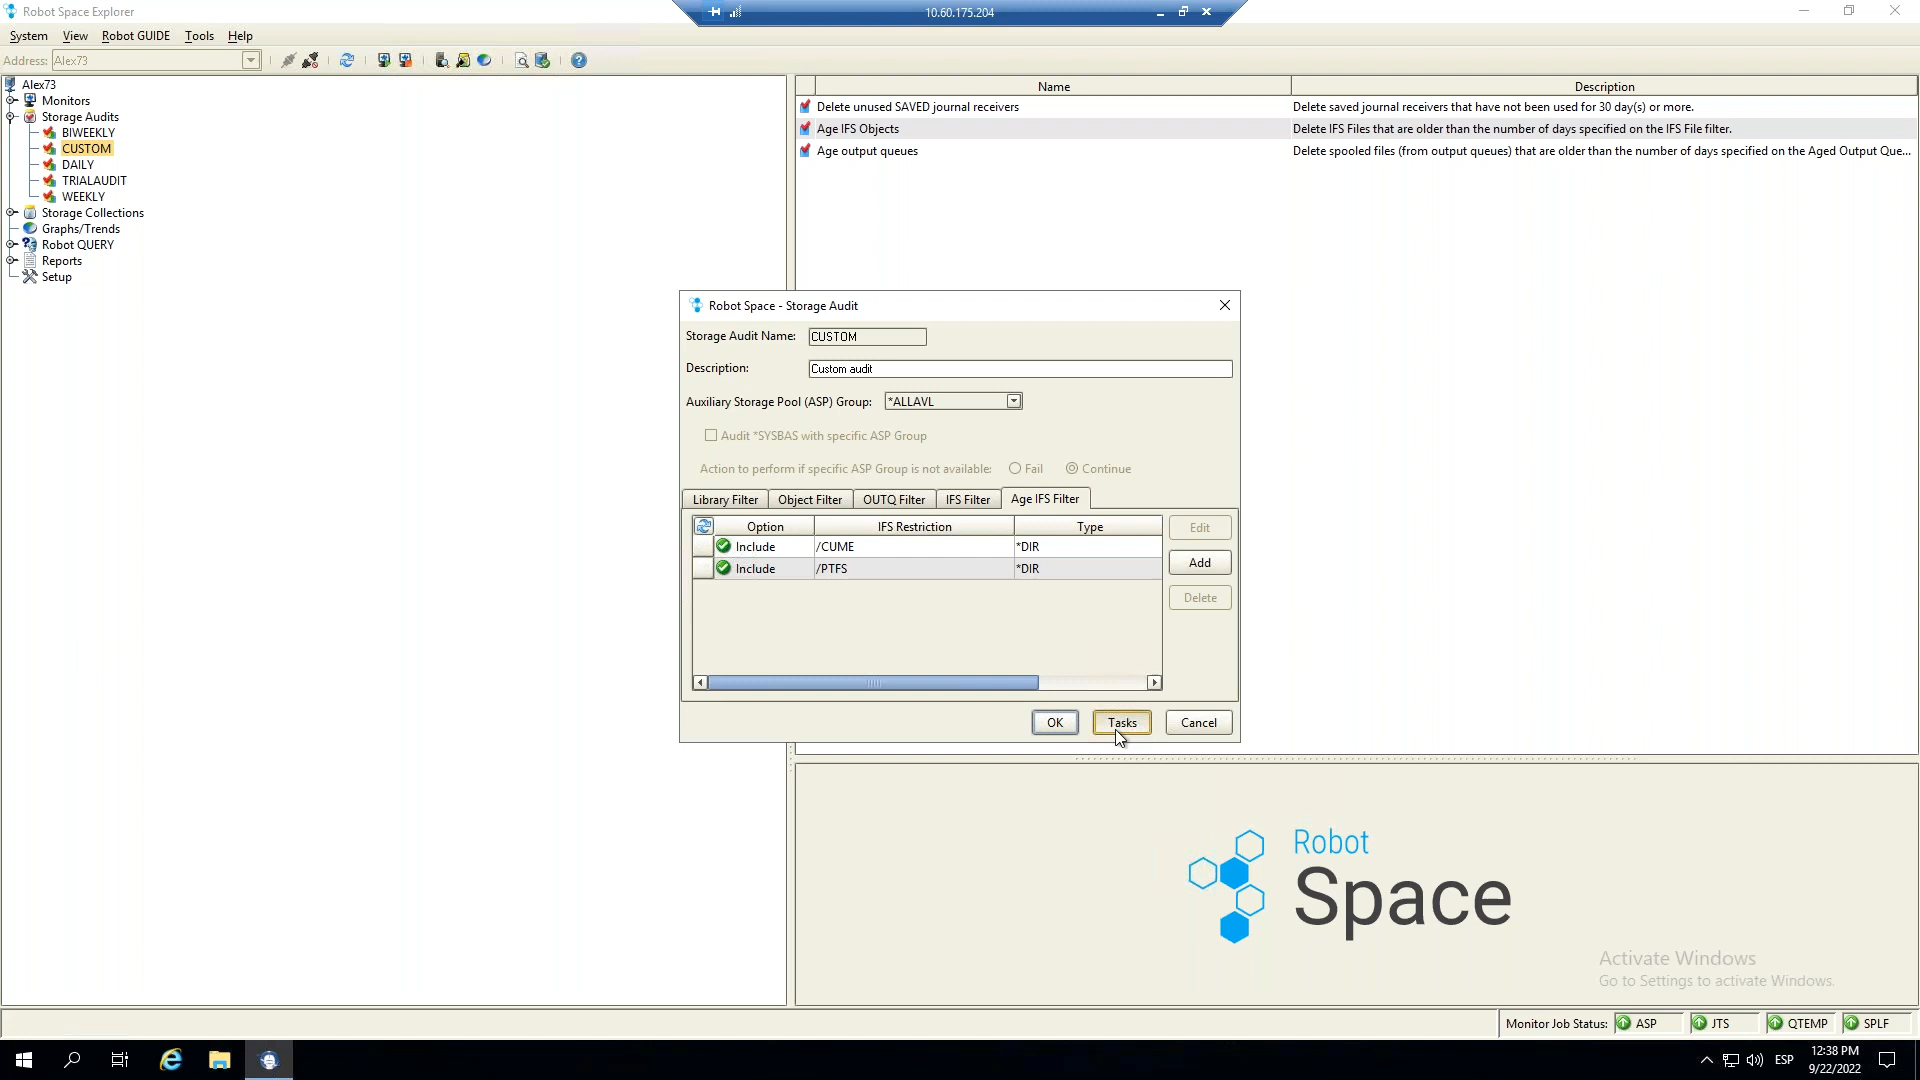 Robot Space Explorer
10.60.175.204
System View Robot GUIDE Tools Help
Address: Alex73
Alex73
Monitors
Storage Audits
BIWEEKLY
CUSTOM
DAILY
TRIALAUDIT
WEEKLY
Storage Collections
Graphs/Trends
Robot QUERY
Reports
Setup
Name Description
Delete unused SAVED journal receivers Delete saved journal receivers that have not been used for 30 day(s) or more.
Age IFS Objects Delete IFS Files that are older than the number of days specified on the IFS File filter.
Age output queues Delete spooled files (from output queues) that are older than the number of days specified on the Aged Output Que...
Robot Space - Storage Audit
Storage Audit Name: CUSTOM
Description: Custom audit
Auxiliary Storage Pool (ASP) Group: *ALLAVL
Audit *SYSBAS with specific ASP Group
Action to perform if specific ASP Group is not available: Fail Continue
Library Filter Object Filter OUTQ Filter IFS Filter Age IFS Filter
Option IFS Restriction Type
Include /CUME *DIR
Include /PTFS *DIR
Edit
Add
Delete
OK Tasks Cancel
Robot
Space
Activate Windows
Go to Settings to activate Windows.
Monitor Job Status: ASP JTS QTEMP SPLF
ESP
12:38 PM
9/22/2022